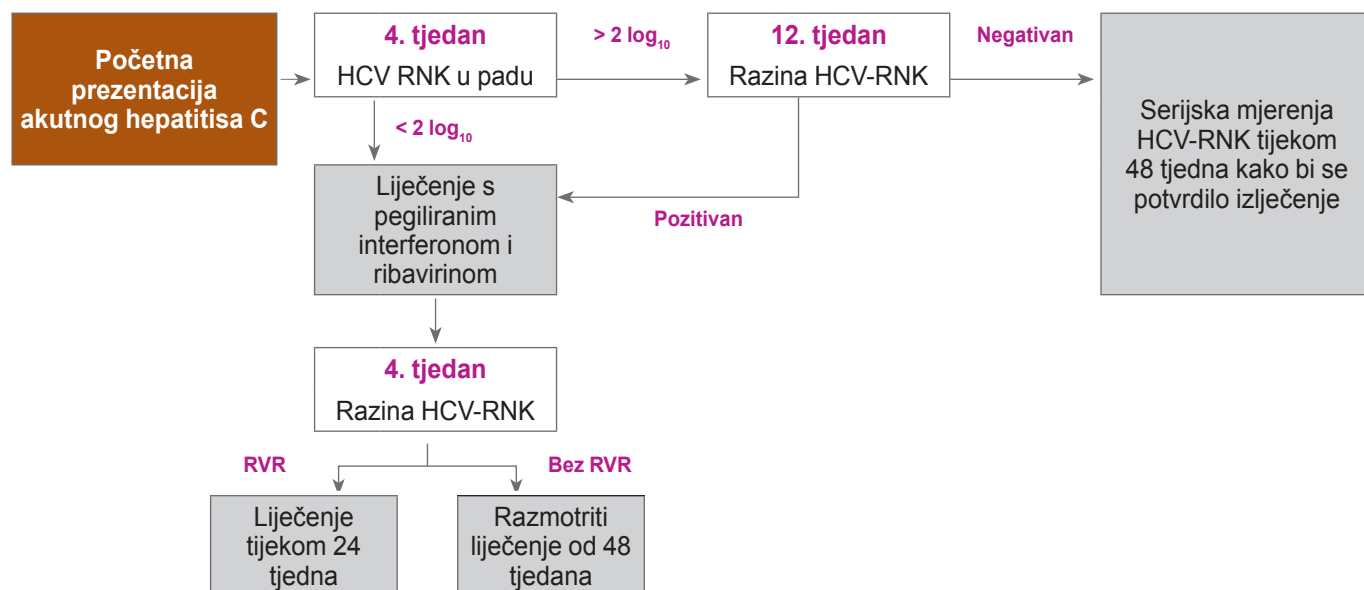 Početna
prezentacija
akutnog hepatitisa C
4. tjedan
HCV RNK u padu
> 2 log₁₀
12. tjedan
Razina HCV-RNK
Negativan
Serijska mjerenja
HCV-RNK tijekom
48 tjedna kako bi se
potvrdilo izlječenje
< 2 log₁₀
Liječenje s
pegiliranim
interferonom i
ribavirinom
Pozitivan
4. tjedan
Razina HCV-RNK
RVR
Bez RVR
Liječenje
tijekom 24
tjedna
Razmotriti
liječenje od 48
tjedana